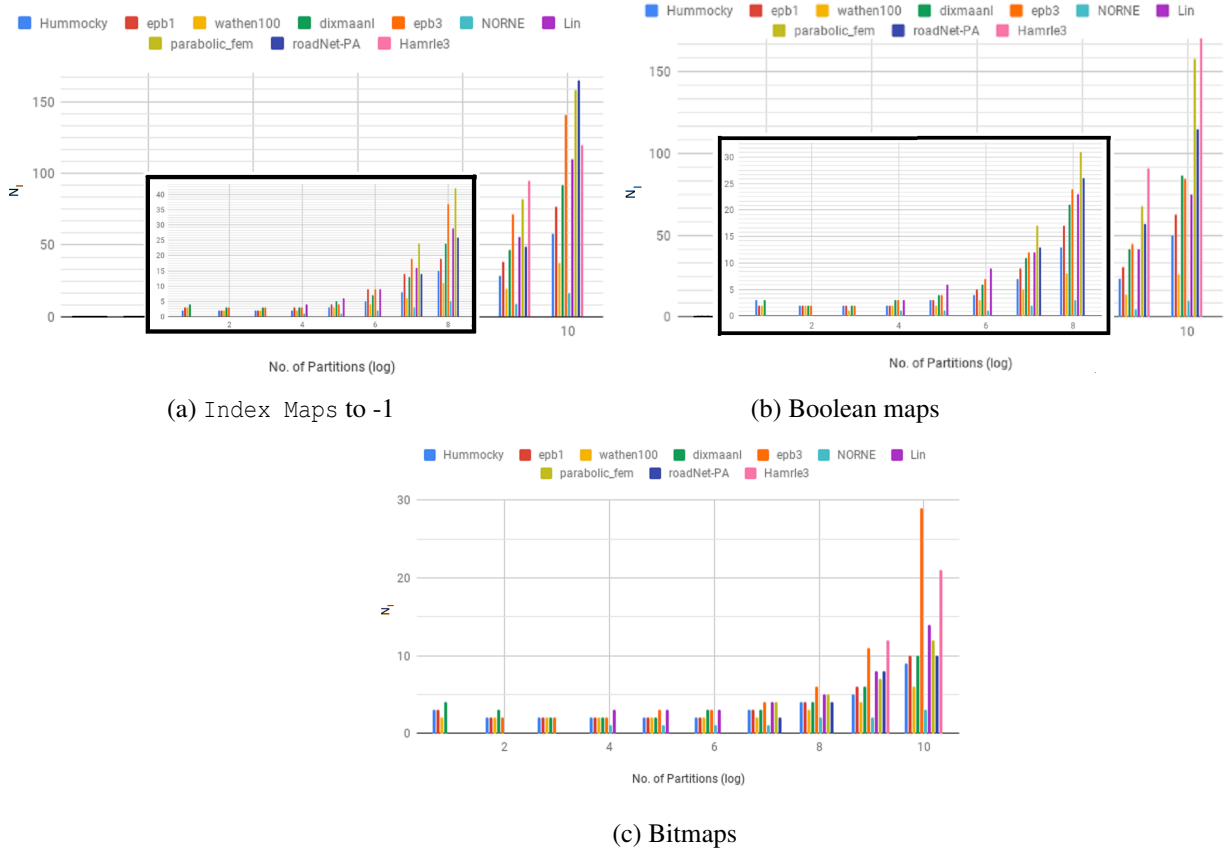 Hummocky epb1 wathen100 dixmaanl epb3 NORNE Lin
parabolic_fem roadNet-PA Hamrle3
150
100
50
0
N_I
40
35
30
25
20
15
10
5
0
2 4 6 8
10
No. of Partitions (log)
(a) Index Maps to -1
Hummocky epb1 wathen100 dixmaanl epb3 NORNE Lin
parabolic_fem roadNet-PA Hamrle3
150
100
50
0
N_I
30
25
20
15
10
5
0
2 4 6 8
10
No. of Partitions (log)
(b) Boolean maps
Hummocky epb1 wathen100 dixmaanl epb3 NORNE Lin
parabolic_fem roadNet-PA Hamrle3
30
20
10
0
N_I
2 4 6 8 10
No. of Partitions (log)
(c) Bitmaps